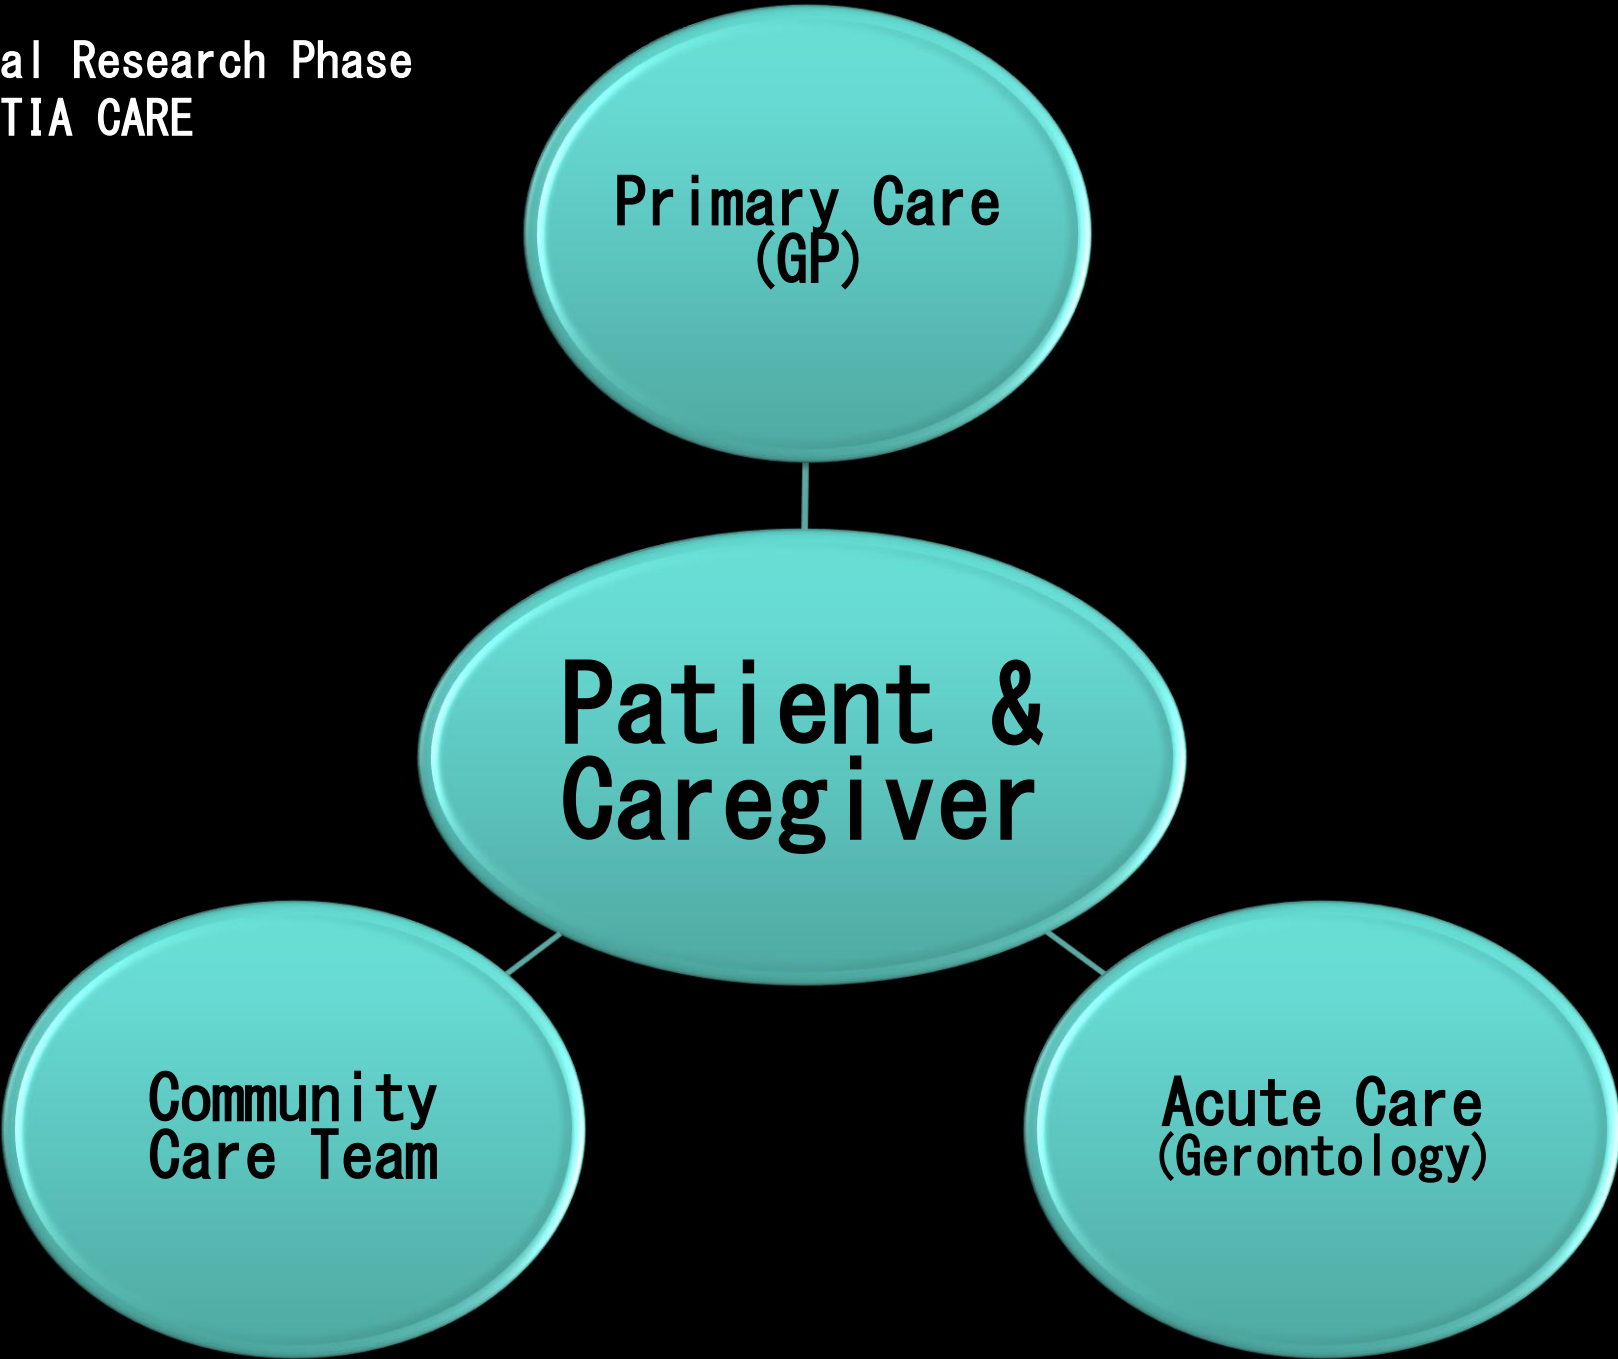 al Research Phase
TIA CARE
Primary Care
(GP)
Patient &
Caregiver
Community
Care Team
Acute Care
(Gerontology)